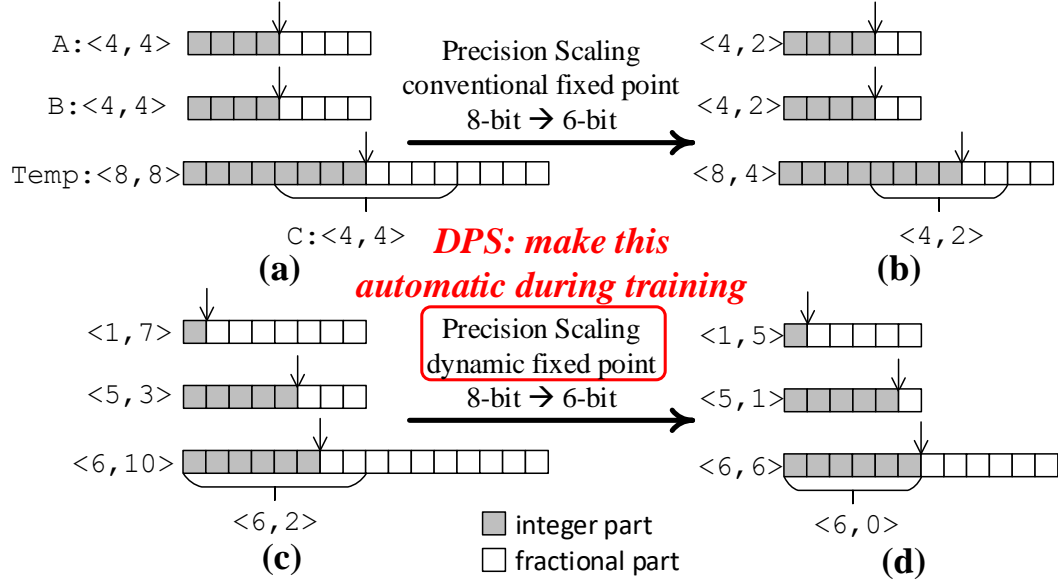 A:<4,4>
B:<4,4>
Temp:<8,8>
C:<4,4>
(a)
Precision Scaling
conventional fixed point
8-bit → 6-bit
<4,2>
<4,2>
<8,4>
<4,2>
(b)
DPS: make this
automatic during training
<1,7>
<5,3>
<6,10>
<6,2>
(c)
Precision Scaling
dynamic fixed point
8-bit → 6-bit
<1,5>
<5,1>
<6,6>
<6,0>
(d)
integer part
fractional part